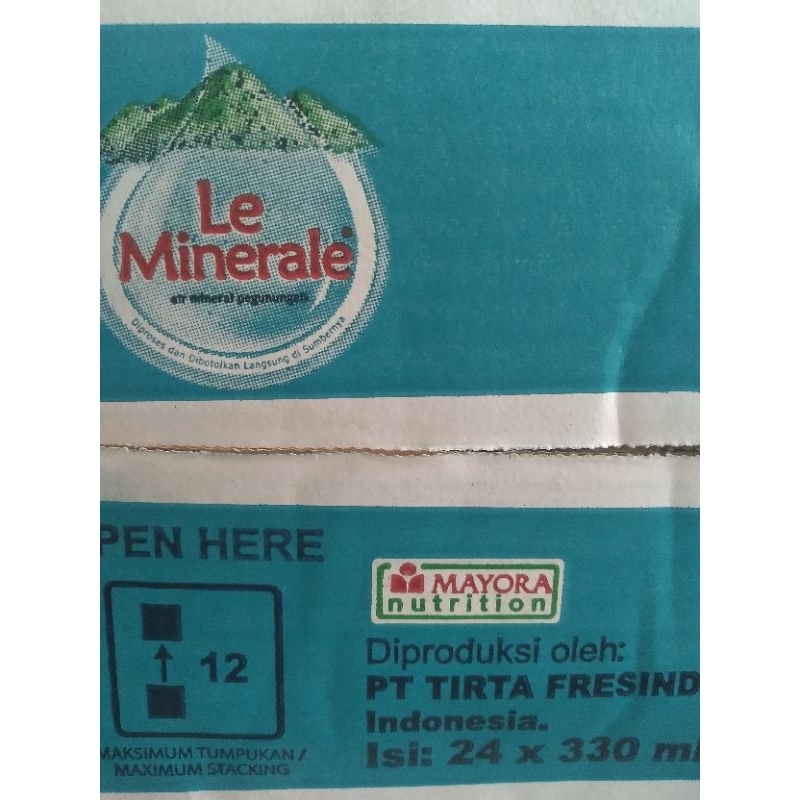 Le
Minerale
air mineral pegunungan
Diproses dan Dibotolkan Langsung di Sumbernya
PEN HERE
12
MAKSIMUM TUMPUKAN /
MAXIMUM STACKING
MAYORA
nutrition
Diproduksi oleh:
PT TIRTA FRESIND
Indonesia.
Isi: 24 x 330 ml